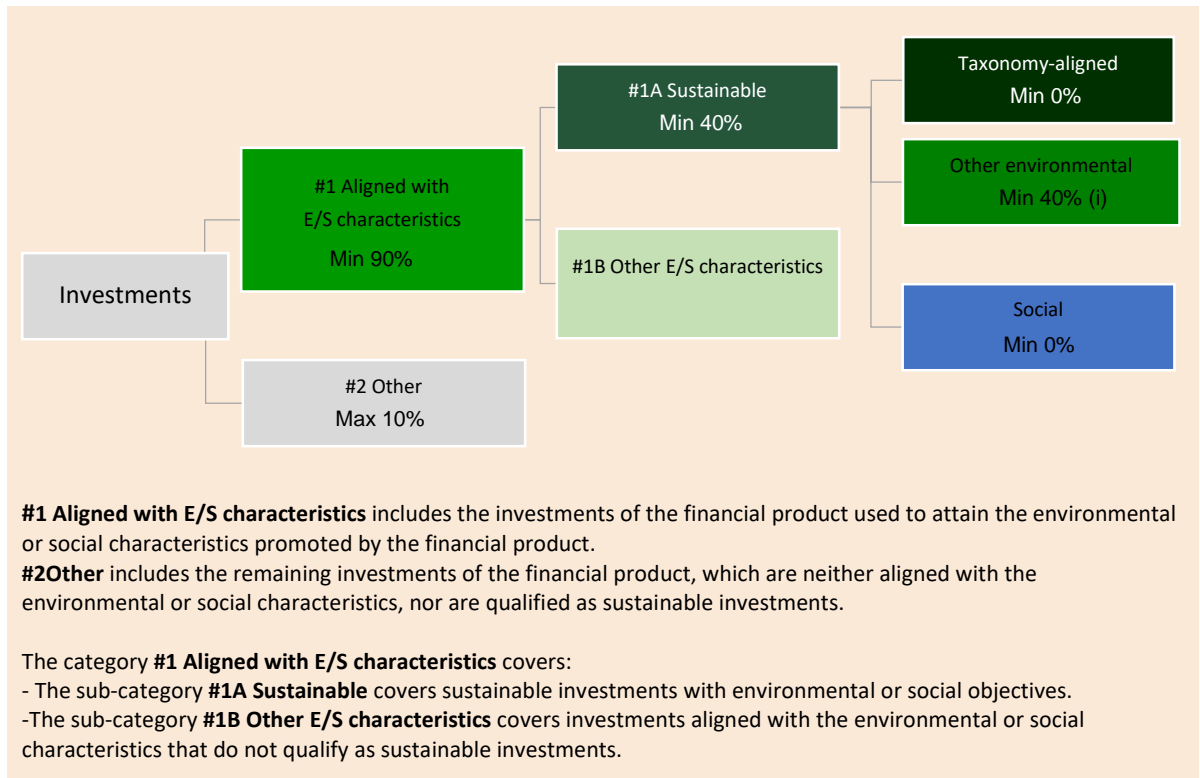 Investments
#1 Aligned with
E/S characteristics
Min 90%
#2 Other
Max 10%
#1A Sustainable
Min 40%
#1B Other E/S characteristics
Taxonomy-aligned
Min 0%
Other environmental
Min 40% (i)
Social
Min 0%
#1 Aligned with E/S characteristics includes the investments of the financial product used to attain the environmental
or social characteristics promoted by the financial product.
#2Other includes the remaining investments of the financial product, which are neither aligned with the
environmental or social characteristics, nor are qualified as sustainable investments.
The category #1 Aligned with E/S characteristics covers:
- The sub-category #1A Sustainable covers sustainable investments with environmental or social objectives.
-The sub-category #1B Other E/S characteristics covers investments aligned with the environmental or social
characteristics that do not qualify as sustainable investments.